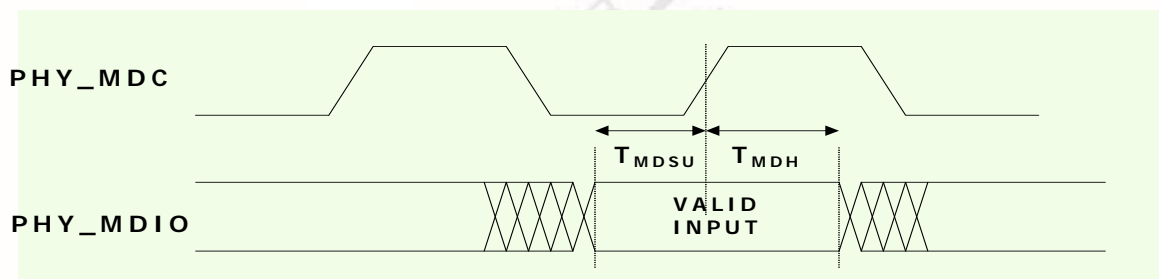 PHY_MDC
TMDSU TMDH
VALID
INPUT
PHY_MDIO